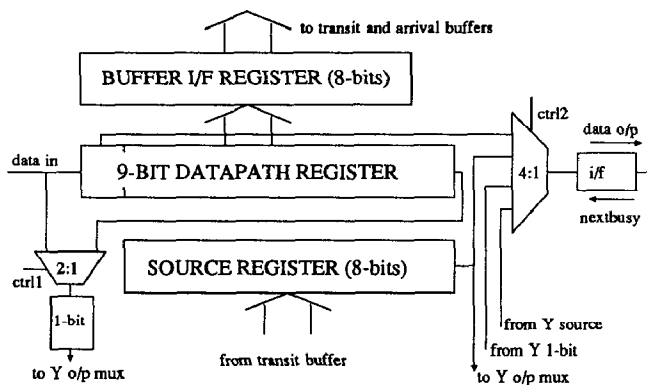 to transit and arrival buffers
BUFFER I/F REGISTER (8-bits)
ctrl2
data o/p
data in
9-BIT DATAPATH REGISTER
4:1
i/f
nextbusy
2:1
SOURCE REGISTER (8-bits)
ctrl1
1-bit
from Y source
from Y 1-bit
to Y o/p mux
from transit buffer
to Y o/p mux